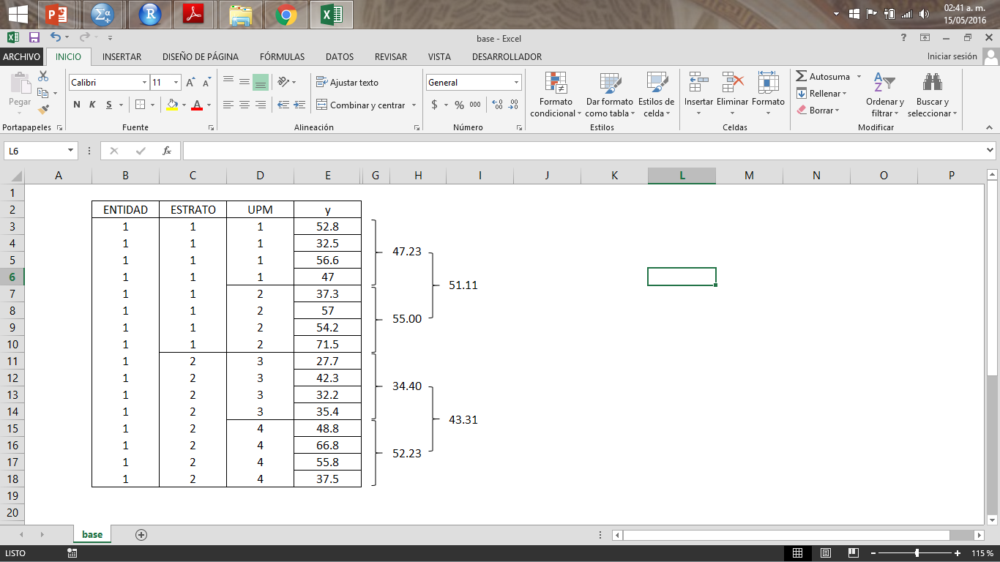 02:41 a. m.
15/05/2016
base - Excel
ARCHIVO INICIO INSERTAR DISEÑO DE PÁGINA FÓRMULAS DATOS REVISAR VISTA DESARROLLADOR Iniciar sesión
Pegar
Calibri 11
N K S
Ajustar texto
Combinar y centrar
General
$ % 000
Formato condicional
Dar formato como tabla
Estilos de celda
Insertar Eliminar Formato
Autosuma
Rellenar
Borrar
Ordenar y filtrar
Buscar y seleccionar
Portapapeles Fuente Alineación Número Estilos Celdas Modificar
L6 fx
A B C D E G H I J K L M N O P
1
2 ENTIDAD ESTRATO UPM y
3 1 1 1 52.8
4 1 1 1 32.5
47.23
5 1 1 1 56.6
6 1 1 1 47
51.11
7 1 1 2 37.3
8 1 1 2 57
55.00
9 1 1 2 54.2
10 1 1 2 71.5
11 1 2 3 27.7
12 1 2 3 42.3 34.40
13 1 2 3 32.2
14 1 2 3 35.4
43.31
15 1 2 4 48.8
16 1 2 4 66.8
52.23
17 1 2 4 55.8
18 1 2 4 37.5
19
20
base
LISTO 115 %